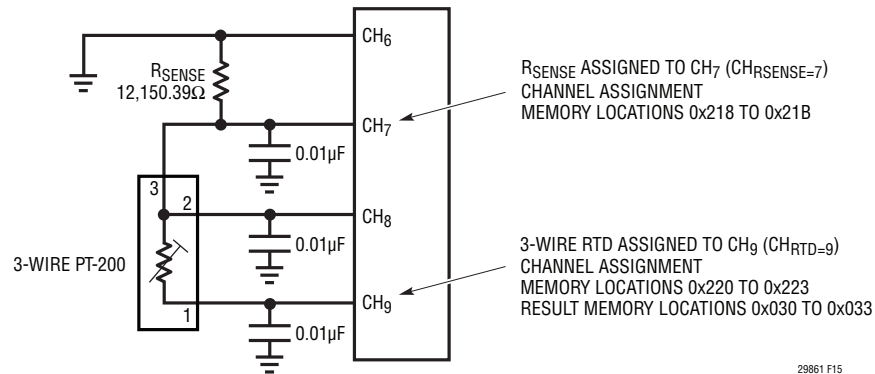 CH6
RSENSE
12,150.39Ω
CH7
0.01µF
3
2
CH8
0.01µF
3-WIRE PT-200
1
CH9
0.01µF
RSENSE ASSIGNED TO CH7 (CHRSENSE=7)
CHANNEL ASSIGNMENT
MEMORY LOCATIONS 0x218 TO 0x21B
3-WIRE RTD ASSIGNED TO CH9 (CHRTD=9)
CHANNEL ASSIGNMENT
MEMORY LOCATIONS 0x220 TO 0x223
RESULT MEMORY LOCATIONS 0x030 TO 0x033
29861 F15